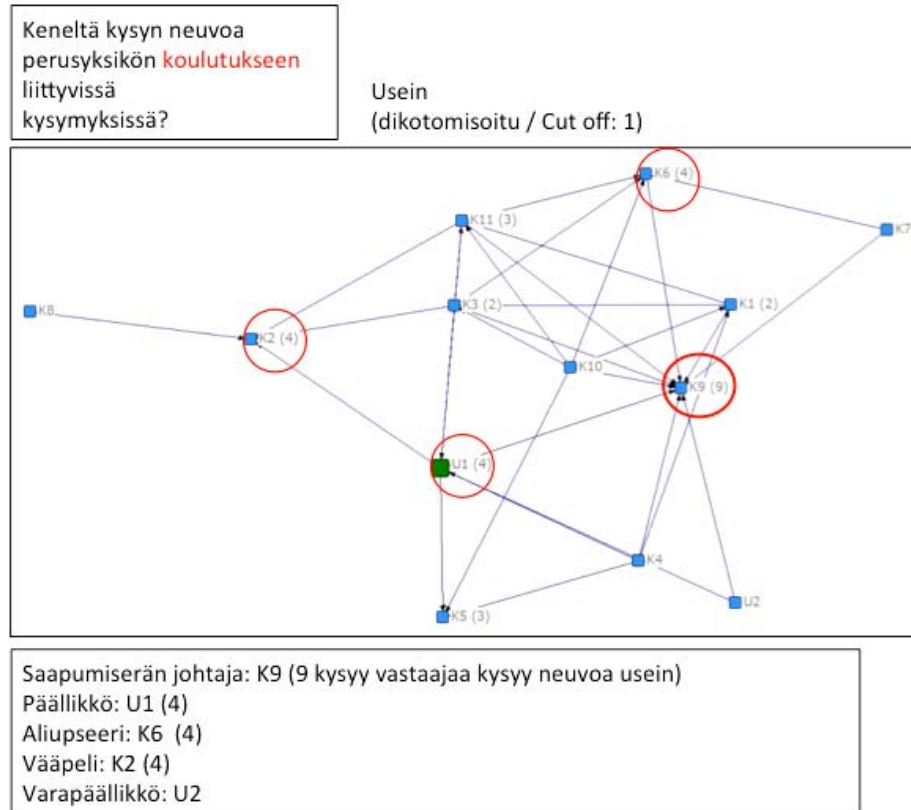 Keneltä kysyn neuvoa
perusyksikön koulutukseen
liittyvissä
kysymyksissä?
Usein
(dikotomisoitu / Cut off: 1)
K6 (4)
K11 (3)
K7
K8
K3 (2)
K1 (2)
K2 (4)
K10
K9 (9)
U1 (4)
K4
U2
K5 (3)
Saapumiserän johtaja: K9 (9 kysyy vastaajaa kysyy neuvoa usein)
Päällikkö: U1 (4)
Aliupseeri: K6 (4)
Vääpeli: K2 (4)
Varapäällikkö: U2